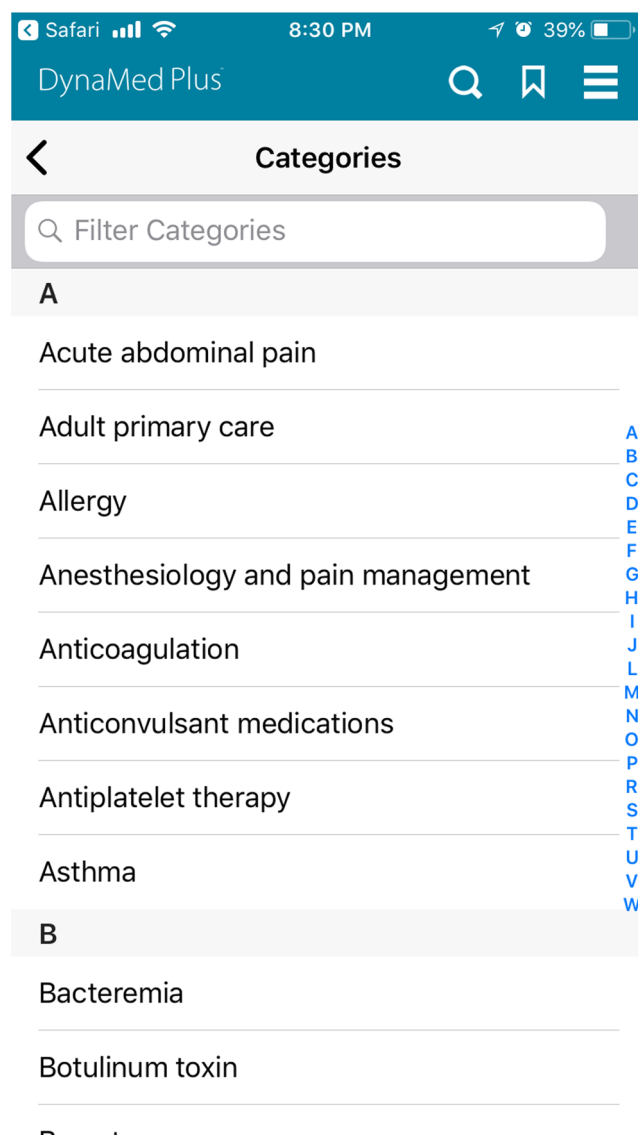 Safari 8:30 PM 39%
DynaMed Plus™
Categories
Filter Categories
A
Acute abdominal pain
Adult primary care
Allergy
Anesthesiology and pain management
Anticoagulation
Anticonvulsant medications
Antiplatelet therapy
Asthma
B
Bacteremia
Botulinum toxin
A
B
C
D
E
F
G
H
I
J
L
M
N
O
P
R
S
T
U
V
W